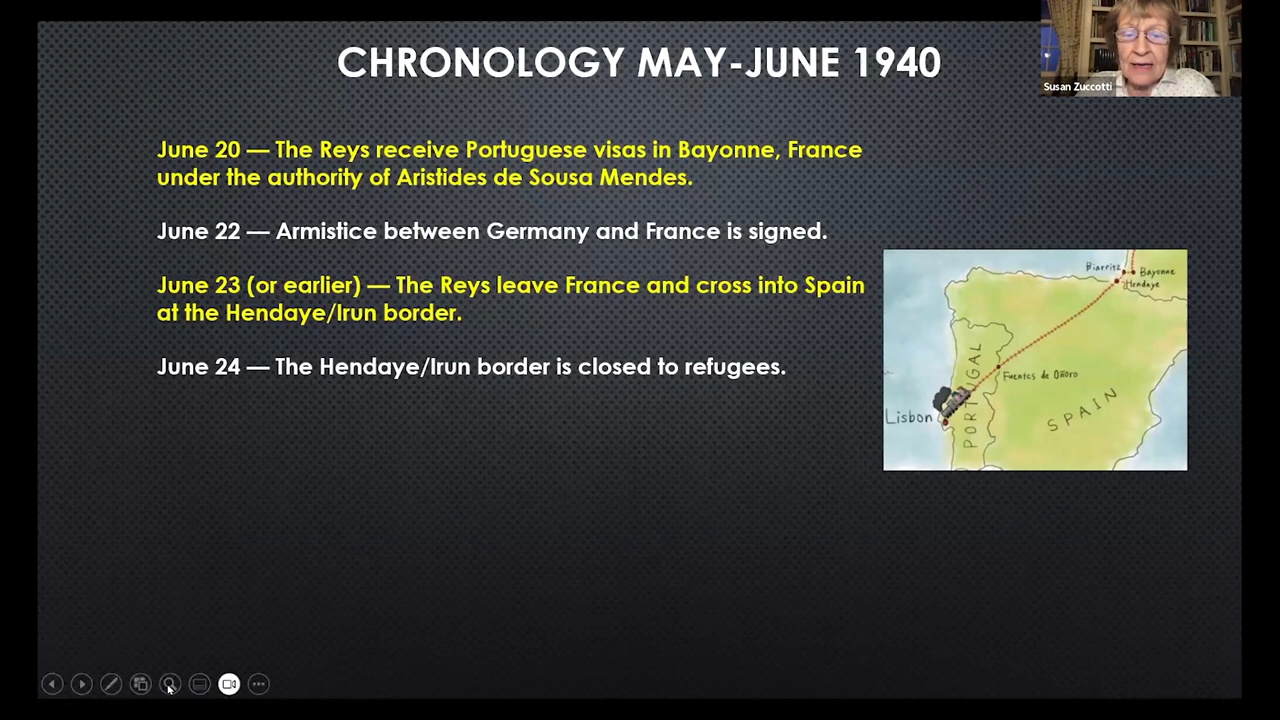 CHRONOLOGY MAY-JUNE 1940
Susan Zuccotti
June 20 — The Reys receive Portuguese visas in Bayonne, France
under the authority of Aristides de Sousa Mendes.
June 22 — Armistice between Germany and France is signed.
June 23 (or earlier) — The Reys leave France and cross into Spain
at the Hendaye/Irun border.
June 24 — The Hendaye/Irun border is closed to refugees.
Biarritz
Bayonne
Hendaye
Fuentes de Oñoro
PORTUGAL
SPAIN
Lisbon